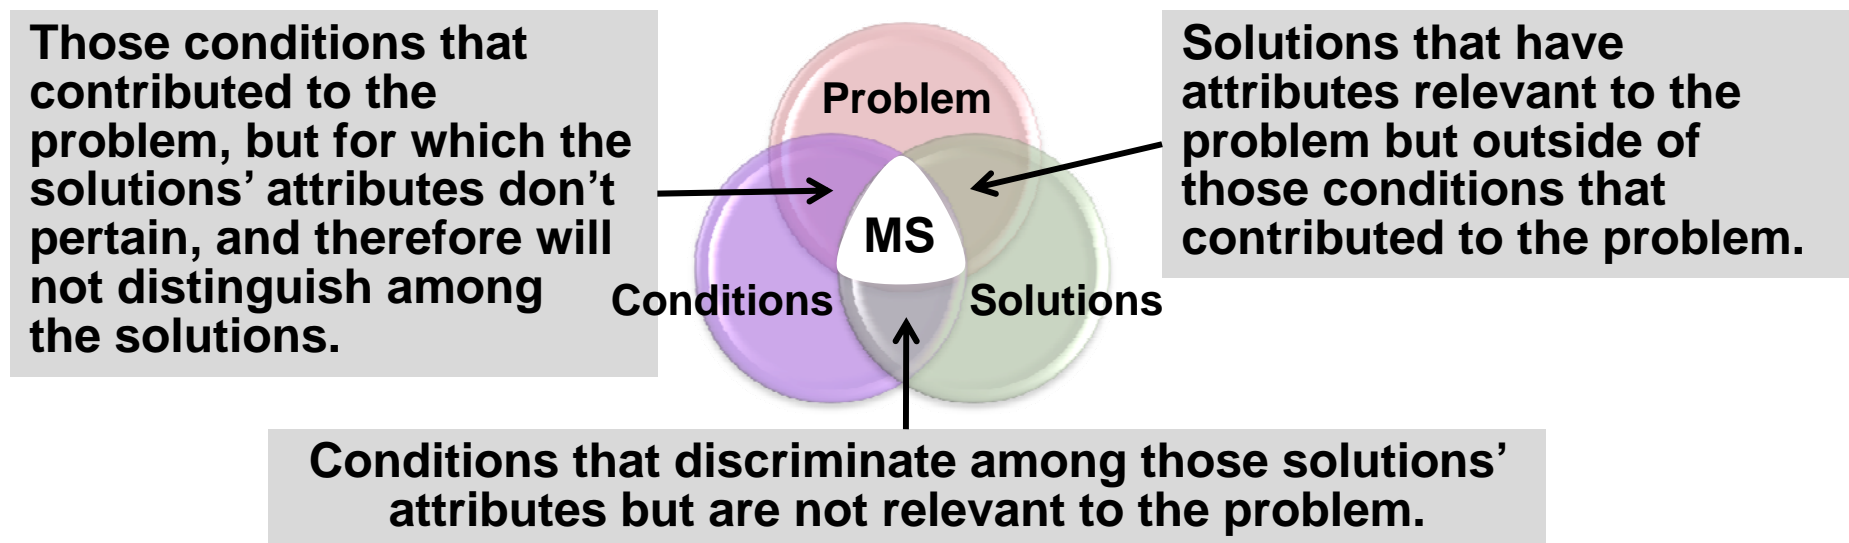 Those conditions that
contributed to the
problem, but for which the
solutions’ attributes don’t
pertain, and therefore will
not distinguish among
the solutions.
Problem
MS
Conditions
Solutions
Solutions that have
attributes relevant to the
problem but outside of
those conditions that
contributed to the problem.
Conditions that discriminate among those solutions’
attributes but are not relevant to the problem.